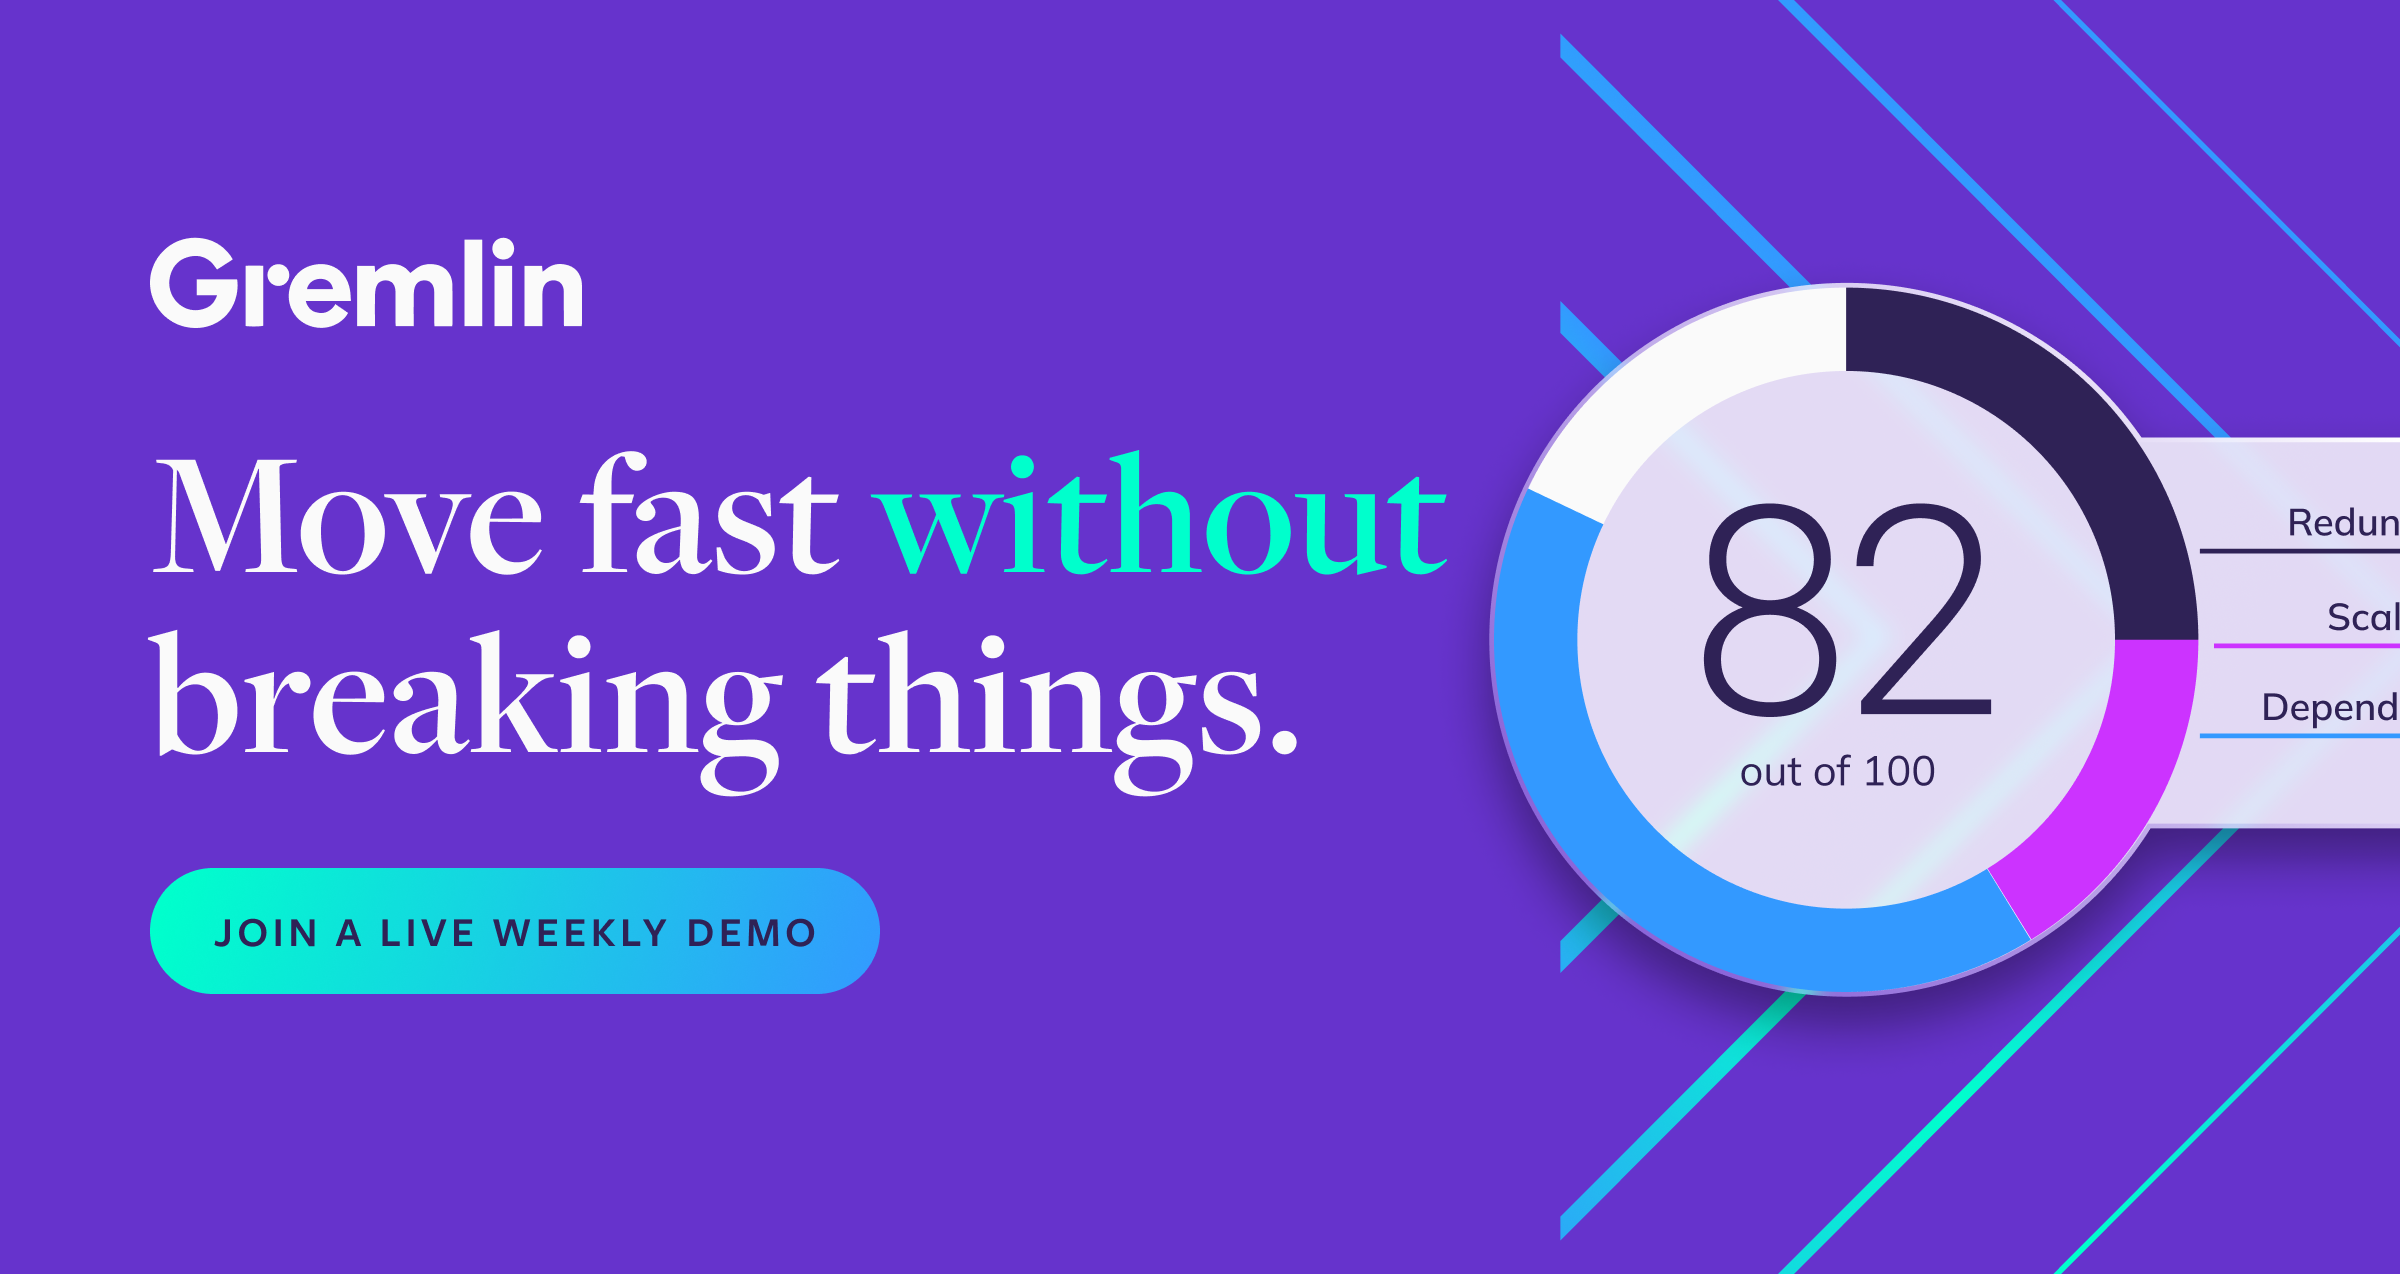 Gremlin
Move fast without
breaking things.
JOIN A LIVE WEEKLY DEMO
82
out of 100
Redun
Scal
Depend